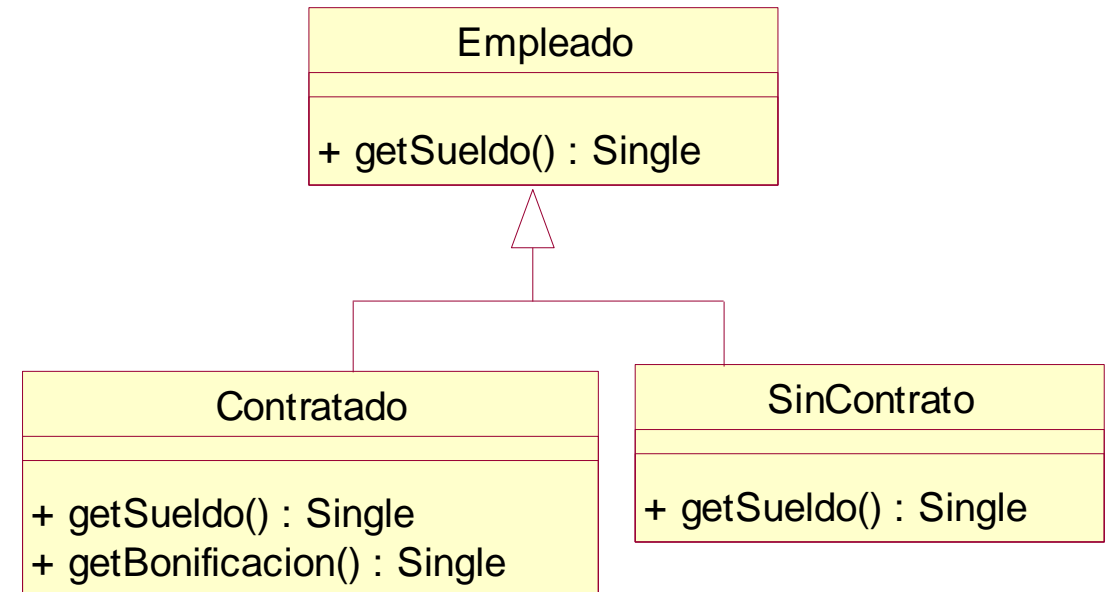 Empleado
+ getSueldo() : Single
Contratado
+ getSueldo() : Single
+ getBonificacion() : Single
SinContrato
+ getSueldo() : Single